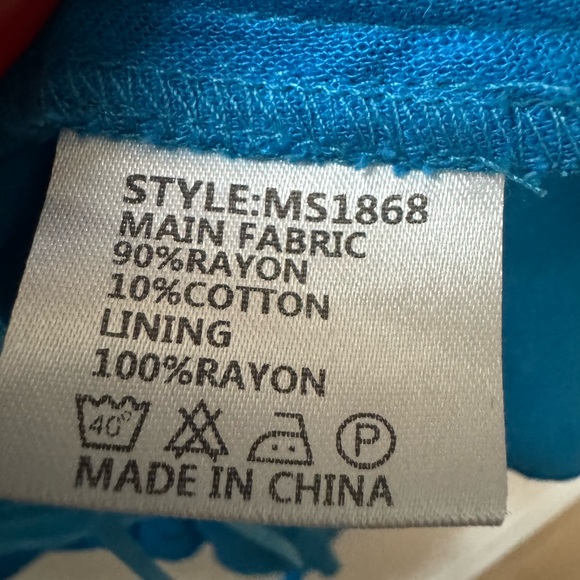 STYLE:MS1868
MAIN FABRIC
90%RAYON
10%COTTON
LINING
100%RAYON
40° P
MADE IN CHINA